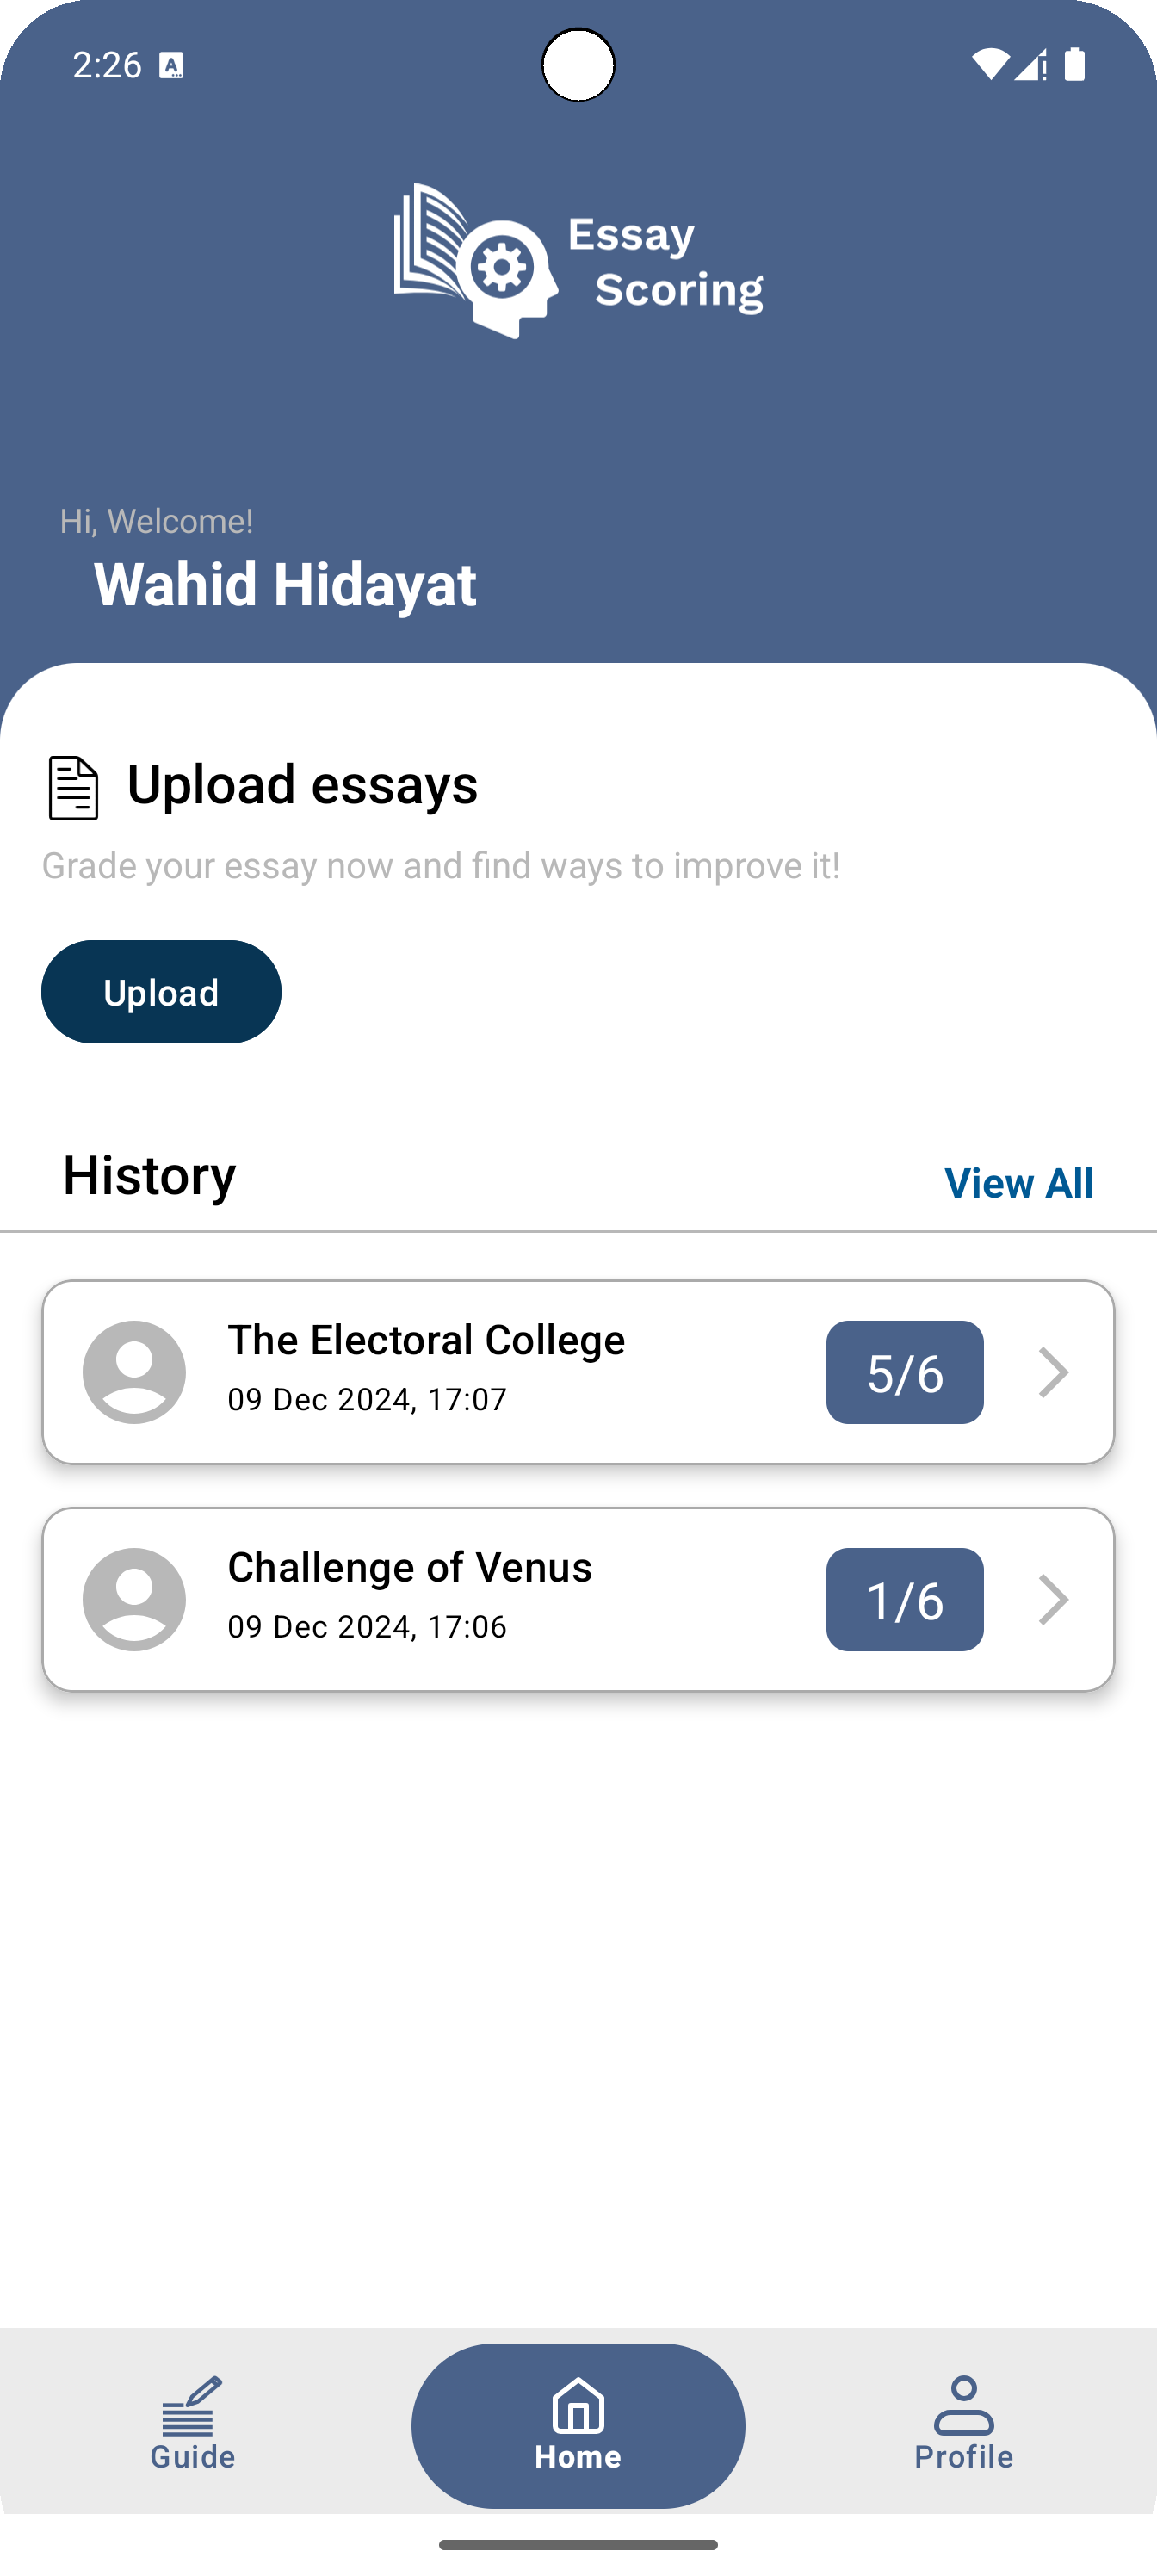 2:26 A
Essay
Scoring
Hi, Welcome!
Wahid Hidayat
Upload essays
Grade your essay now and find ways to improve it!
Upload
History
View All
The Electoral College
09 Dec 2024, 17:07
5/6
Challenge of Venus
09 Dec 2024, 17:06
1/6
Guide
Home
Profile